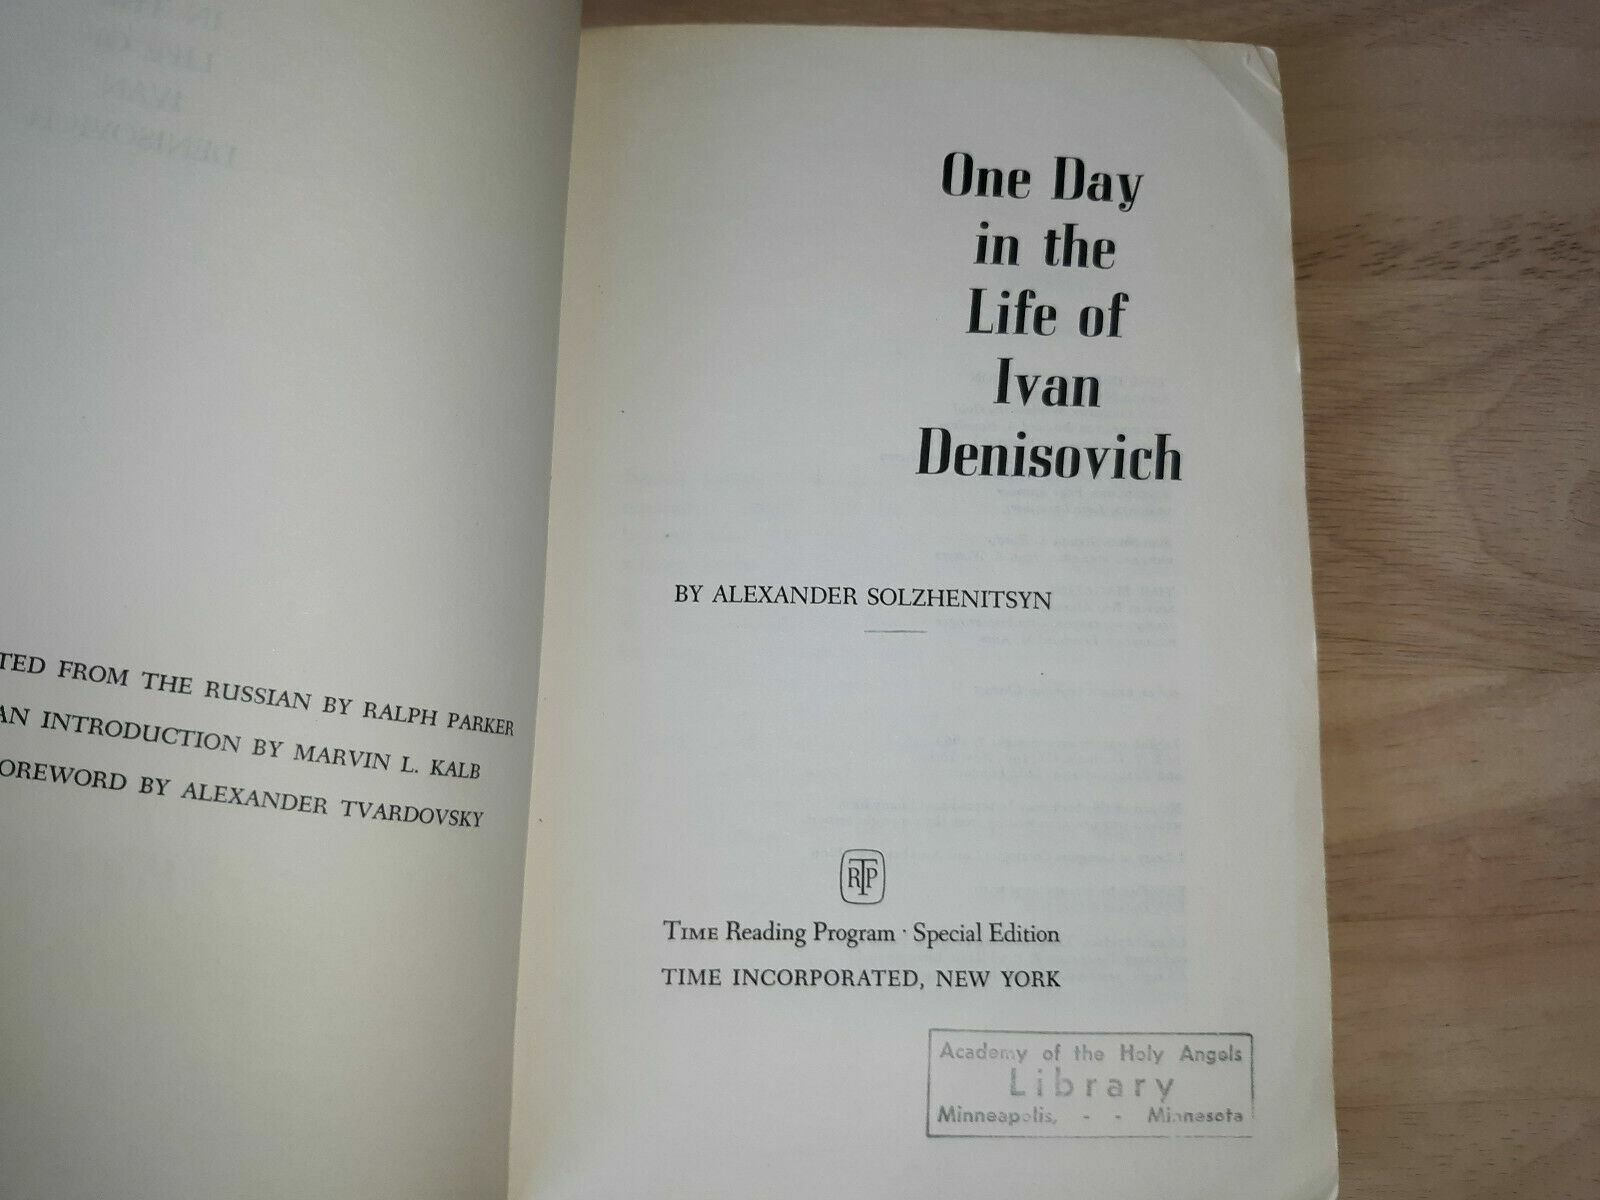 TED FROM THE RUSSIAN BY RALPH PARKER
AN INTRODUCTION BY MARVIN L. KALB
OREWORD BY ALEXANDER TVARDOVSKY
One Day
in the
Life of
Ivan
Denisovich
BY ALEXANDER SOLZHENITSYN
RTP
TIME Reading Program · Special Edition
TIME INCORPORATED, NEW YORK
Academy of the Holy Angels
Library
Minneapolis, - - Minnesota